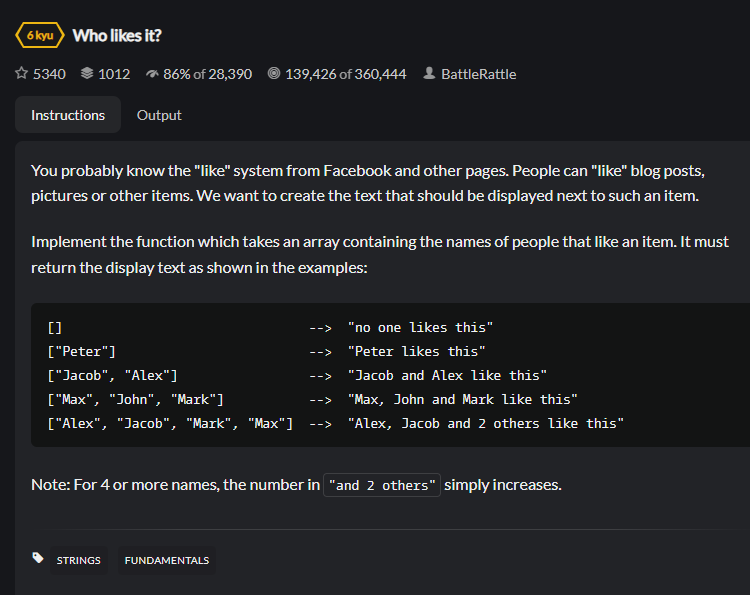 6 kyu Who likes it?
5340 1012 86% of 28,390 139,426 of 360,444 BattleRattle
Instructions Output
You probably know the "like" system from Facebook and other pages. People can "like" blog posts,
pictures or other items. We want to create the text that should be displayed next to such an item.
Implement the function which takes an array containing the names of people that like an item. It must
return the display text as shown in the examples:
[] --> "no one likes this"
["Peter"] --> "Peter likes this"
["Jacob", "Alex"] --> "Jacob and Alex like this"
["Max", "John", "Mark"] --> "Max, John and Mark like this"
["Alex", "Jacob", "Mark", "Max"] --> "Alex, Jacob and 2 others like this"
Note: For 4 or more names, the number in "and 2 others" simply increases.
STRINGS FUNDAMENTALS